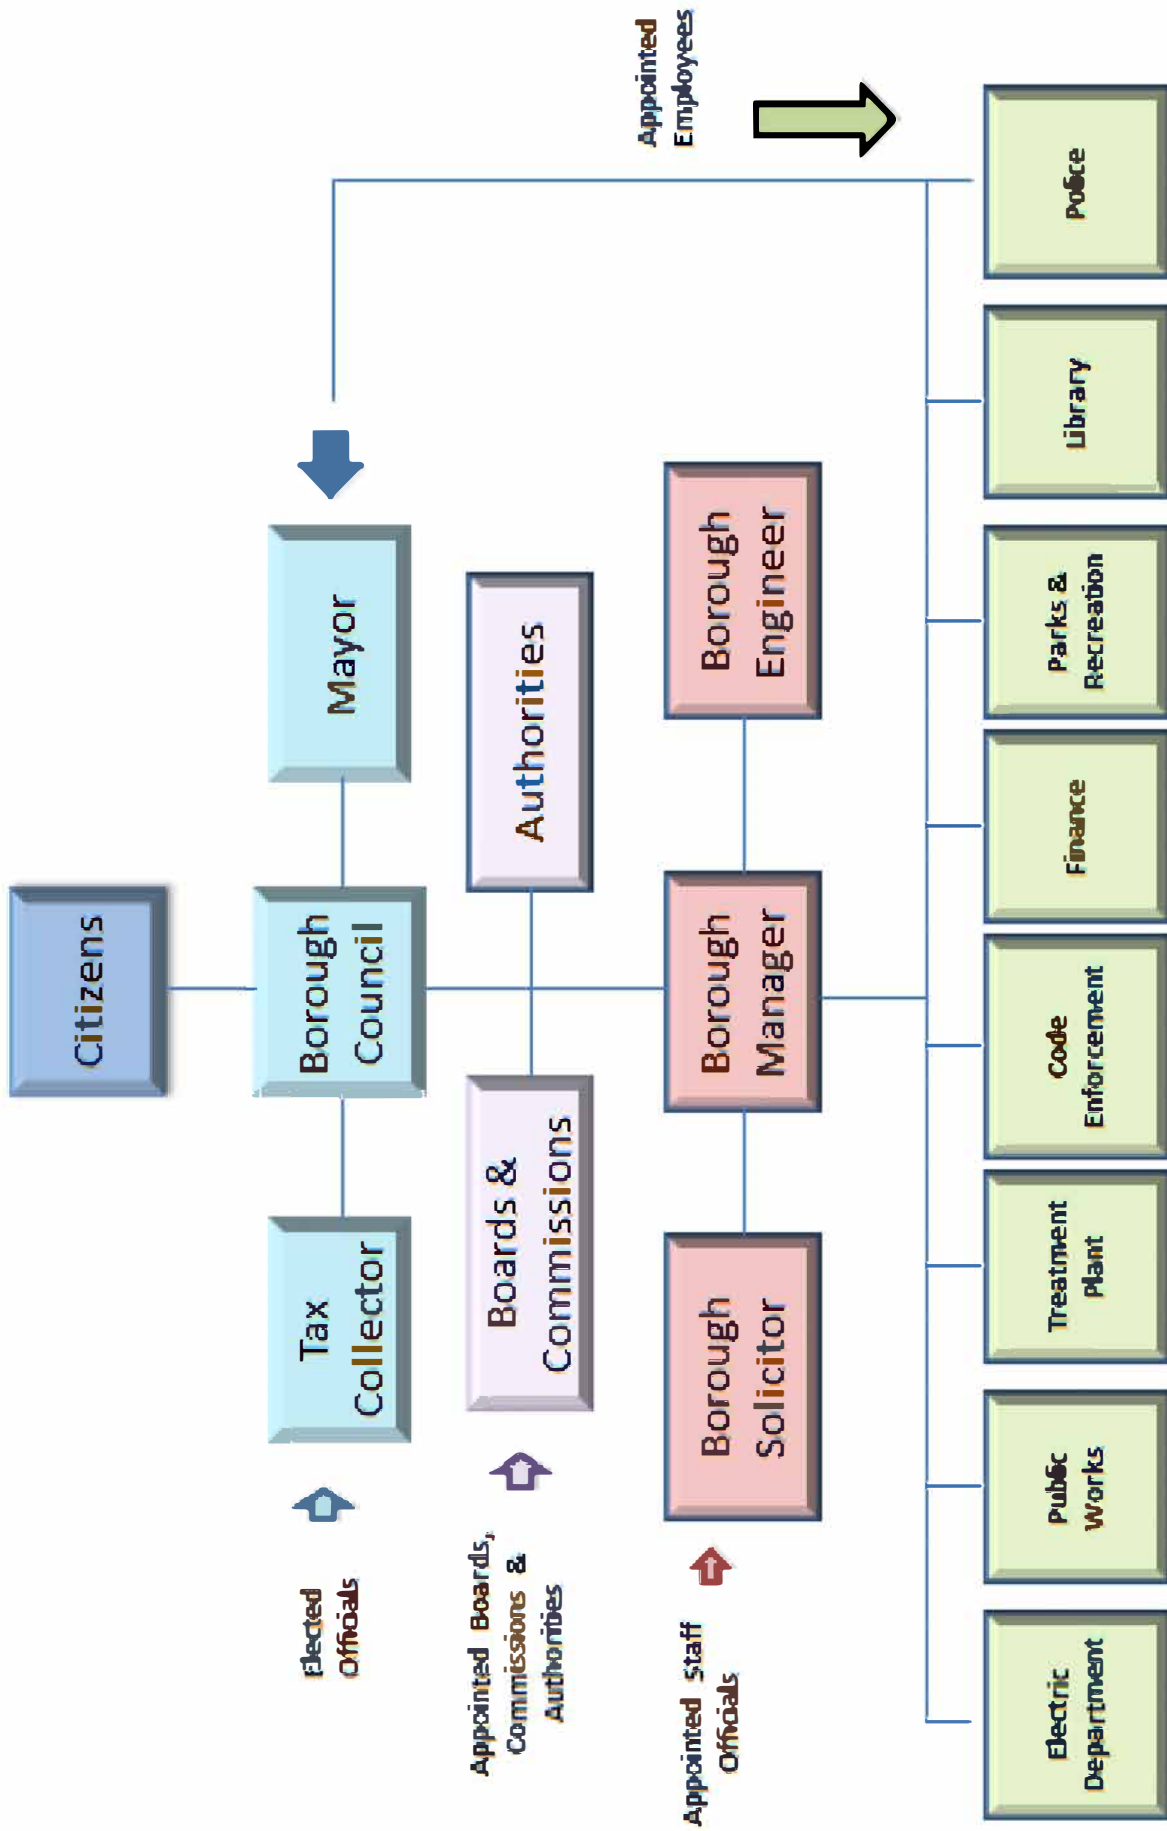 Citizens
Elected
Officials
Tax
Collector
Borough
Council
Mayor
Appointed Boards,
Commissions &
Authorities
Boards &
Commissions
Authorities
Appointed Staff
Officials
Borough
Solicitor
Borough
Manager
Borough
Engineer
Appointed
Employees
Electric
Department
Public
Works
Treatment
Plant
Code
Enforcement
Finance
Parks &
Recreation
Library
Police